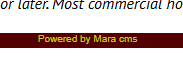 or later. Most commercial ho
Powered by Mara cms